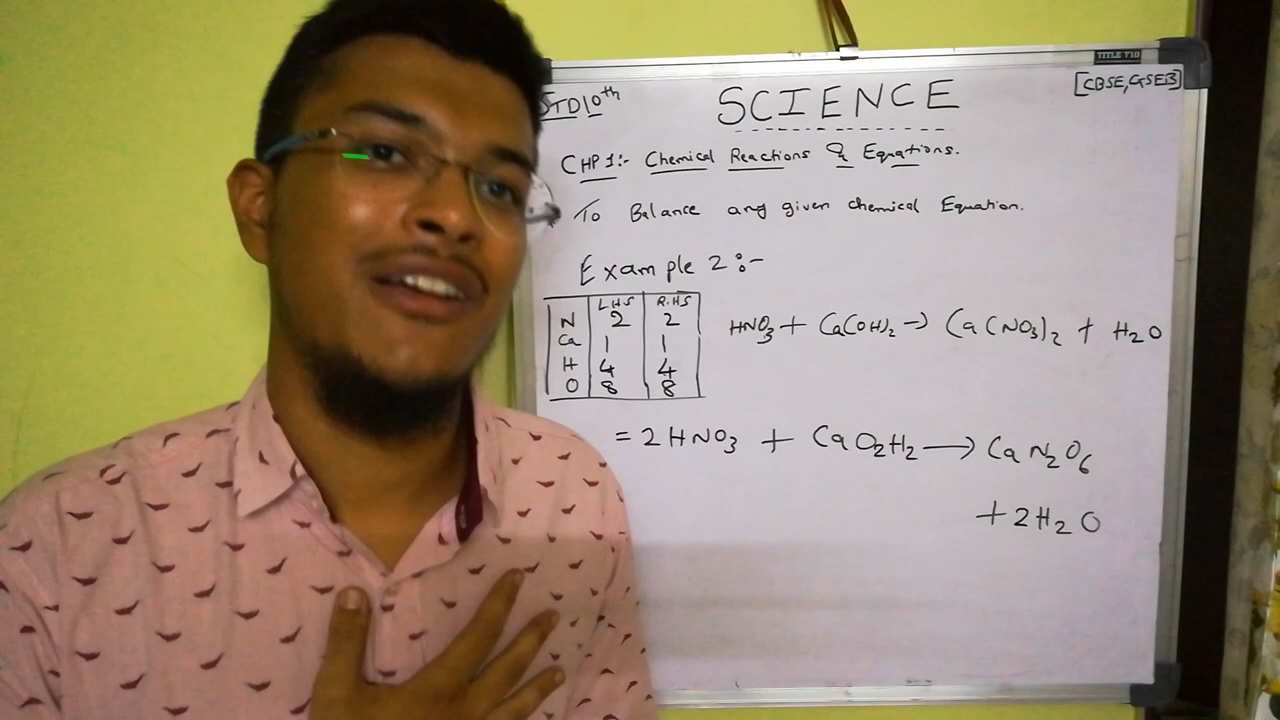 TITLE TID
STD 10th
SCIENCE
[CBSE, GSEB]
CHP 1:- Chemical Reactions & Equations.
To Balance any given chemical Equation.
Example 2:-
L.H.S R.H.S
N 2 2
Ca 1 1
H 4 4
O 8 8
HNO3 + Ca(OH)2 → Ca(NO3)2 + H2O
= 2HNO3 + CaO2H2 → CaN2O6
+ 2H2O